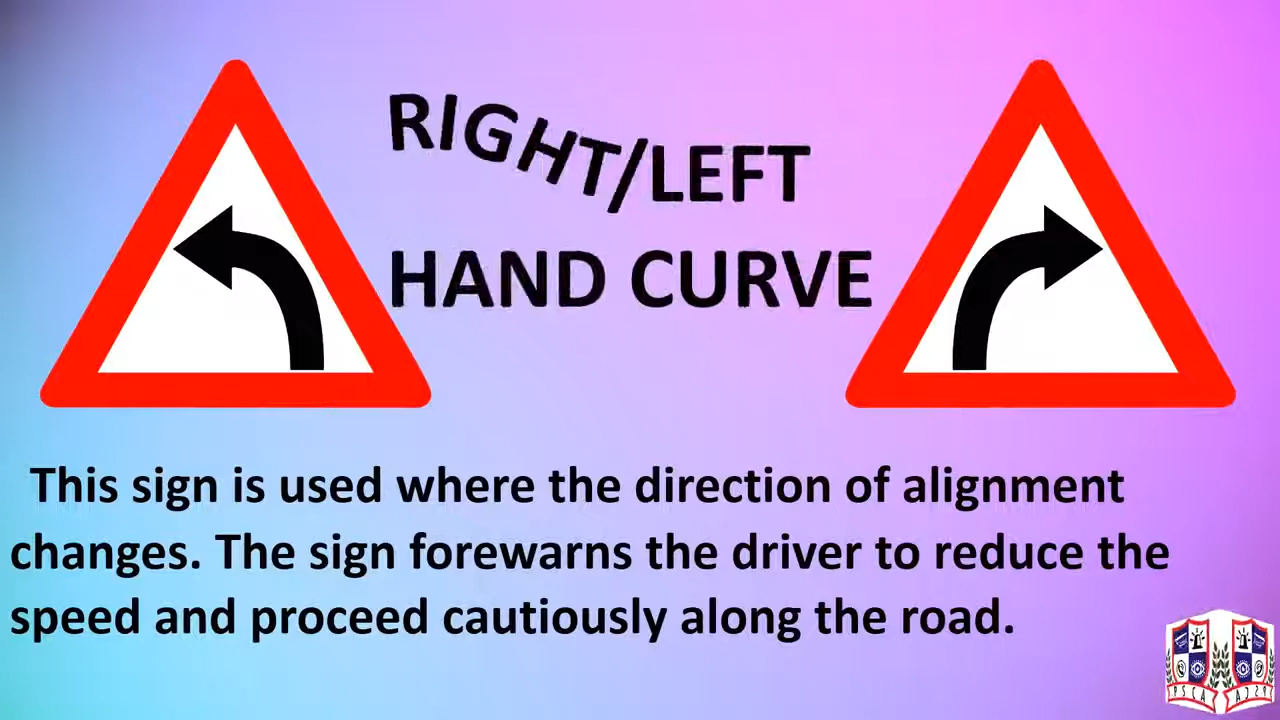 RIGHT/LEFT
HAND CURVE
This sign is used where the direction of alignment
changes. The sign forewarns the driver to reduce the
speed and proceed cautiously along the road.
PSCA